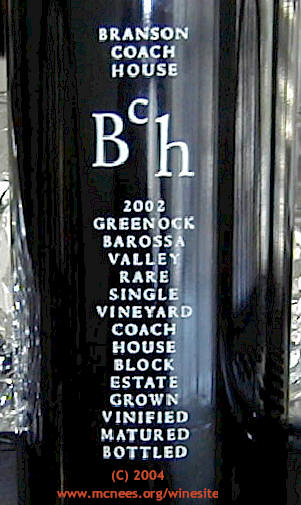 BRANSON
COACH
HOUSE
Bch
2002
GREENOCK
BAROSSA
VALLEY
RARE
SINGLE
VINEYARD
COACH
HOUSE
BLOCK
ESTATE
GROWN
VINIFIED
MATURED
BOTTLED
(C) 2004
www.mcnees.org/winesite